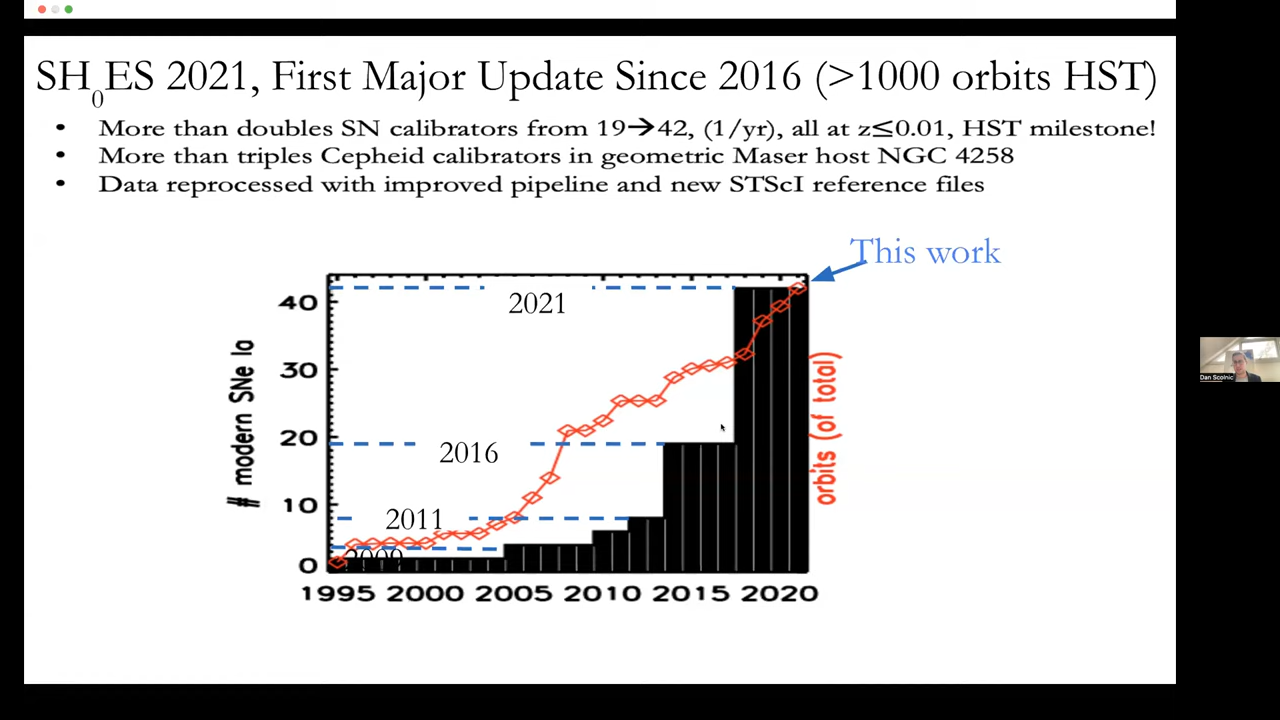 SH0ES 2021, First Major Update Since 2016 (>1000 orbits HST)
• More than doubles SN calibrators from 19→42, (1/yr), all at z≤0.01, HST milestone!
• More than triples Cepheid calibrators in geometric Maser host NGC 4258
• Data reprocessed with improved pipeline and new STScI reference files
This work
# modern SNe Ia
40
30
20
10
0
2021
2016
2011
2009
orbits (of total)
1995 2000 2005 2010 2015 2020
Dan Scolnic